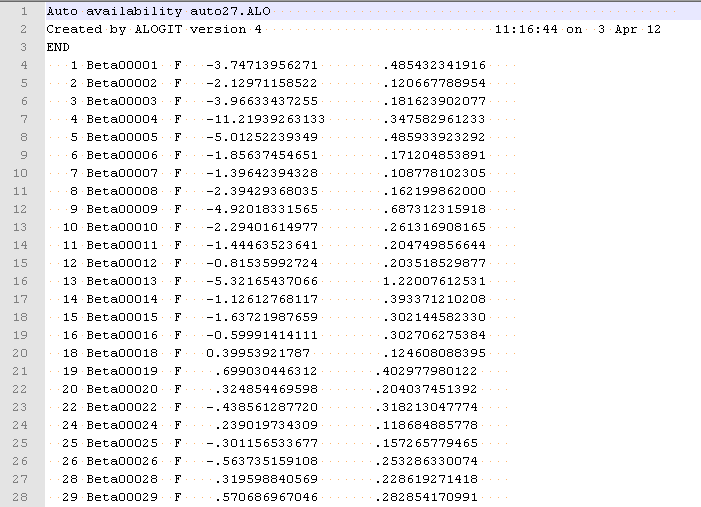 1 Auto availability auto27.ALO
2 Created by ALOGIT version 4 11:16:44 on 3 Apr 12
3 END
4 1 Beta00001 F -3.74713956271 .485432341916
5 2 Beta00002 F -2.12971158522 .120667788954
6 3 Beta00003 F -3.96633437255 .181623902077
7 4 Beta00004 F -11.21939263133 .347582961233
8 5 Beta00005 F -5.01252239349 .485933923292
9 6 Beta00006 F -1.85637454651 .171204853891
10 7 Beta00007 F -1.39642394328 .108778102305
11 8 Beta00008 F -2.39429368035 .162199862000
12 9 Beta00009 F -4.92018331565 .687312315918
13 10 Beta00010 F -2.29401614977 .261316908165
14 11 Beta00011 F -1.44463523641 .204749856644
15 12 Beta00012 F -0.81535992724 .203518529877
16 13 Beta00013 F -5.32165437066 1.22007612531
17 14 Beta00014 F -1.12612768117 .393371210208
18 15 Beta00015 F -1.63721987659 .302144582330
19 16 Beta00016 F -0.59991414111 .302706275384
20 18 Beta00018 F 0.39953921787 .124608088395
21 19 Beta00019 F .699030446312 .402977980122
22 20 Beta00020 F .324854469598 .204037451392
23 22 Beta00022 F -.438561287720 .318213047774
24 24 Beta00024 F .239019734309 .118684885778
25 25 Beta00025 F -.301156533677 .157265779465
26 26 Beta00026 F -.563735159108 .253286330074
27 28 Beta00028 F .319598840569 .228619271418
28 29 Beta00029 F .570686967046 .282854170991